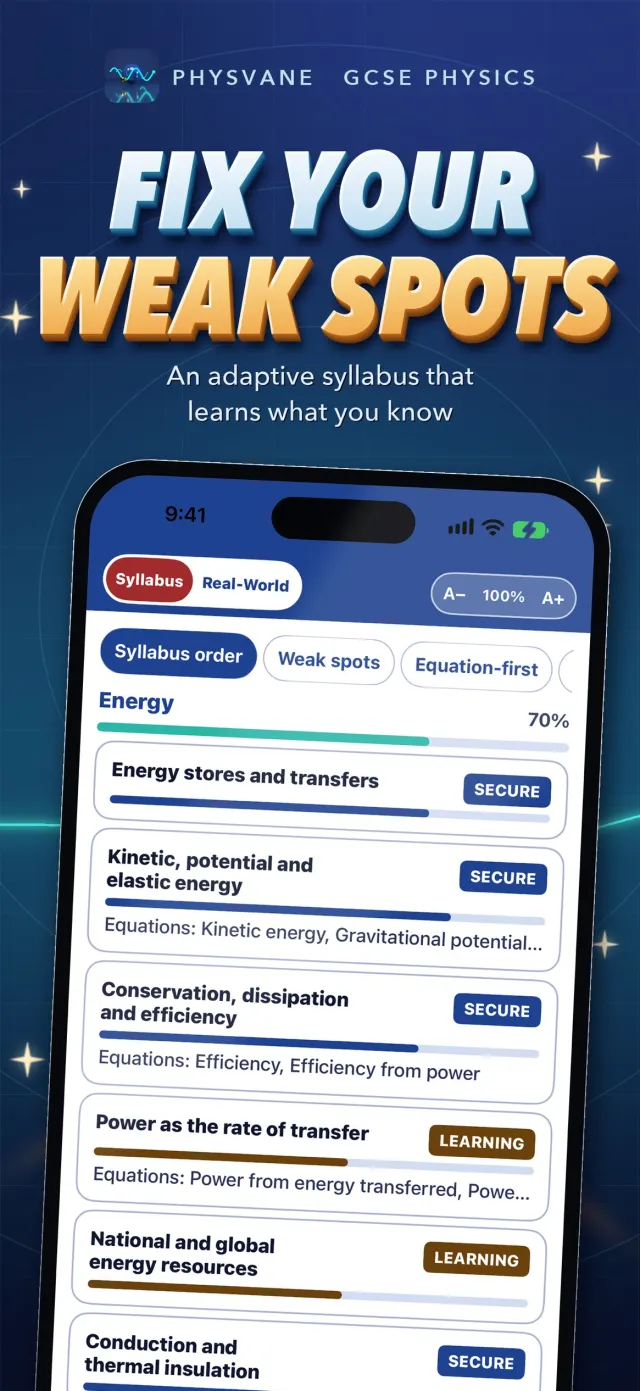 PHYSVANE GCSE PHYSICS
FIX YOUR
WEAK SPOTS
An adaptive syllabus that
learns what you know
9:41
Syllabus Real-World A- 100% A+
Syllabus order Weak spots Equation-first
Energy 70%
Energy stores and transfers SECURE
Kinetic, potential and
elastic energy SECURE
Equations: Kinetic energy, Gravitational potential...
Conservation, dissipation
and efficiency SECURE
Equations: Efficiency, Efficiency from power
Power as the rate of transfer LEARNING
Equations: Power from energy transferred, Powe...
National and global
energy resources LEARNING
Conduction and
thermal insulation SECURE